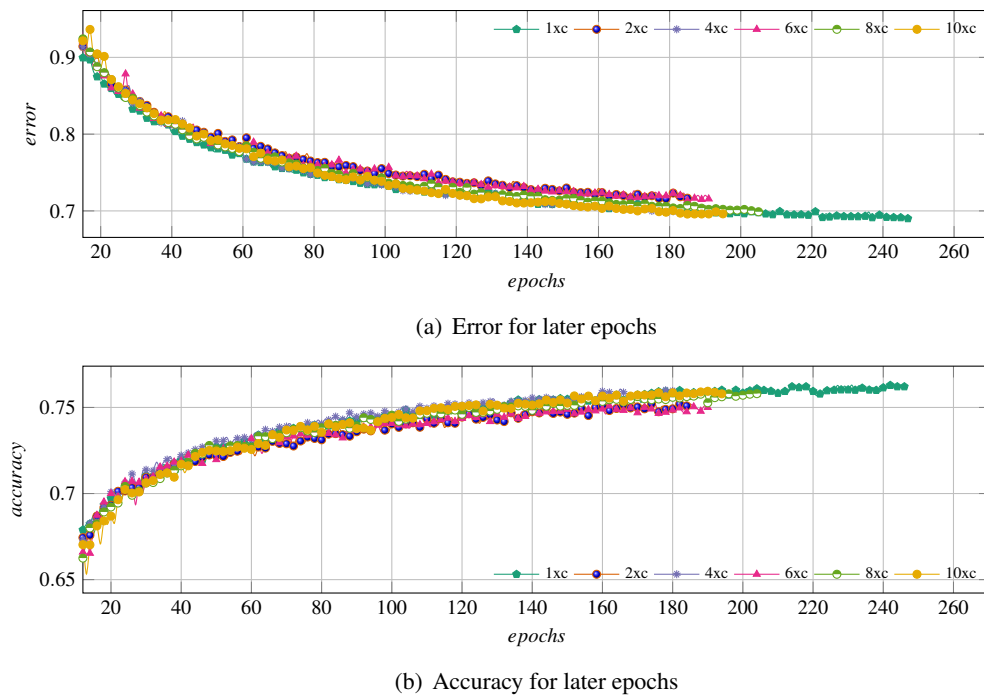 1xc 2xc 4xc 6xc 8xc 10xc
0.9
0.8
0.7
error
20 40 60 80 100 120 140 160 180 200 220 240 260
epochs
(a) Error for later epochs
0.75
0.7
0.65
accuracy
1xc 2xc 4xc 6xc 8xc 10xc
20 40 60 80 100 120 140 160 180 200 220 240 260
epochs
(b) Accuracy for later epochs